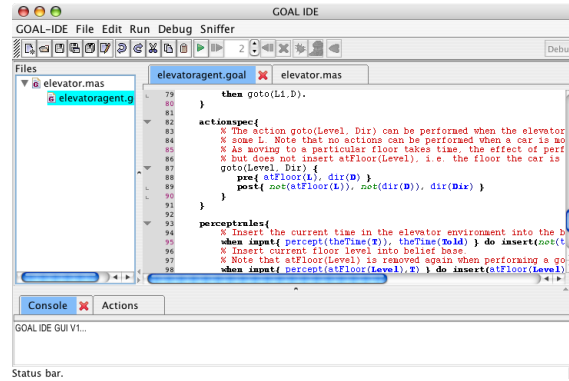 GOAL IDE
GOAL-IDE File Edit Run Debug Sniffer
2
Debu
Files
elevator.mas
elevatoragent.g
elevatoragent.goal
elevator.mas
79 then goto(L1,D).
80 }
81
82 actionspec{
83 % The action goto(Level, Dir) can be performed when the elevator
84 % some L. Note that no actions can be performed when a car is mo
85 % As moving to a particular floor takes time, the effect of perf
86 % but does not insert atFloor(Level), i.e. the floor the car is
87 goto(Level, Dir) {
88 pre{ atFloor(L), dir(D) }
89 post{ not(atFloor(L)), not(dir(D)), dir(Dir) }
90 }
91 }
92
93 perceptrules{
94 % Insert the current time in the elevator environment into the b
95 when input{ percept(theTime(T)), theTime(Told) } do insert(not(t
96 % Insert current floor level into belief base.
97 % Note that atFloor(Level) is removed again when performing a go
98 when input{ percept(atFloor(Level),T) } do insert(atFloor(Level)
Console
Actions
GOAL IDE GUI V1...
Status bar.